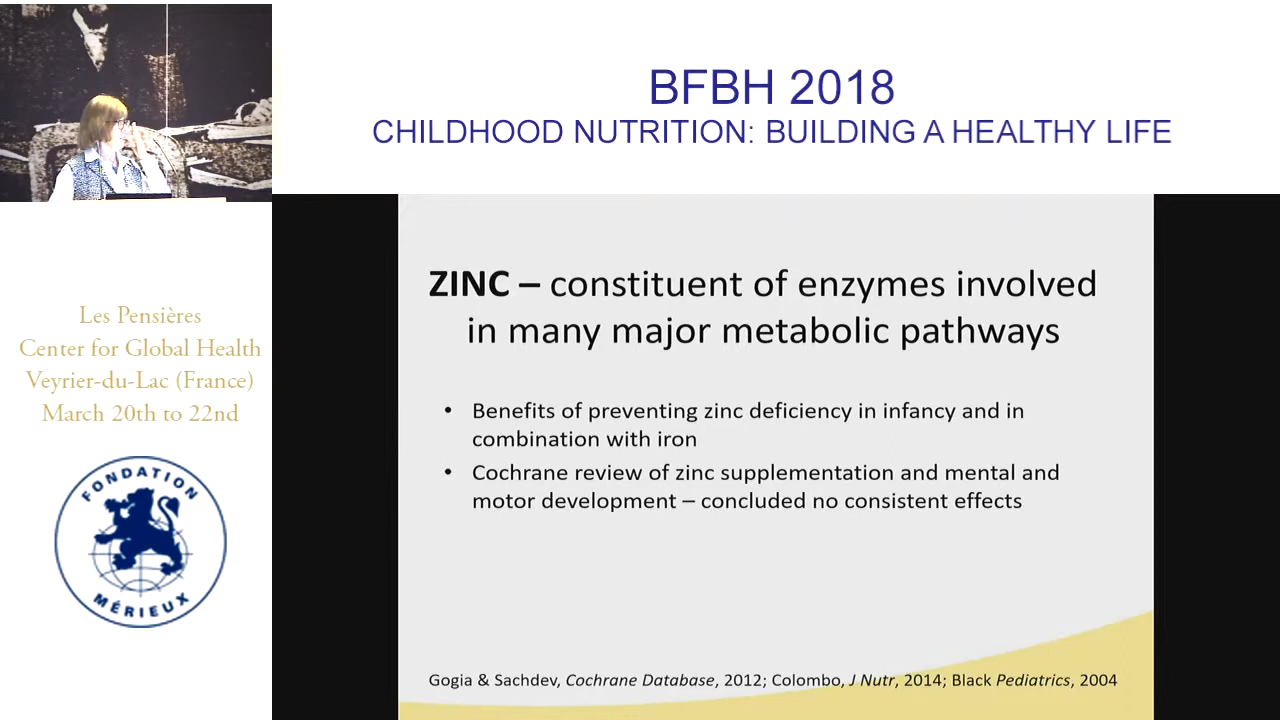 BFBH 2018
CHILDHOOD NUTRITION: BUILDING A HEALTHY LIFE
Les Pensières
Center for Global Health
Veyrier-du-Lac (France)
March 20th to 22nd
FONDATION
MÉRIEUX
ZINC – constituent of enzymes involved
in many major metabolic pathways
• Benefits of preventing zinc deficiency in infancy and in
combination with iron
• Cochrane review of zinc supplementation and mental and
motor development – concluded no consistent effects
Gogia & Sachdev, Cochrane Database, 2012; Colombo, J Nutr, 2014; Black Pediatrics, 2004